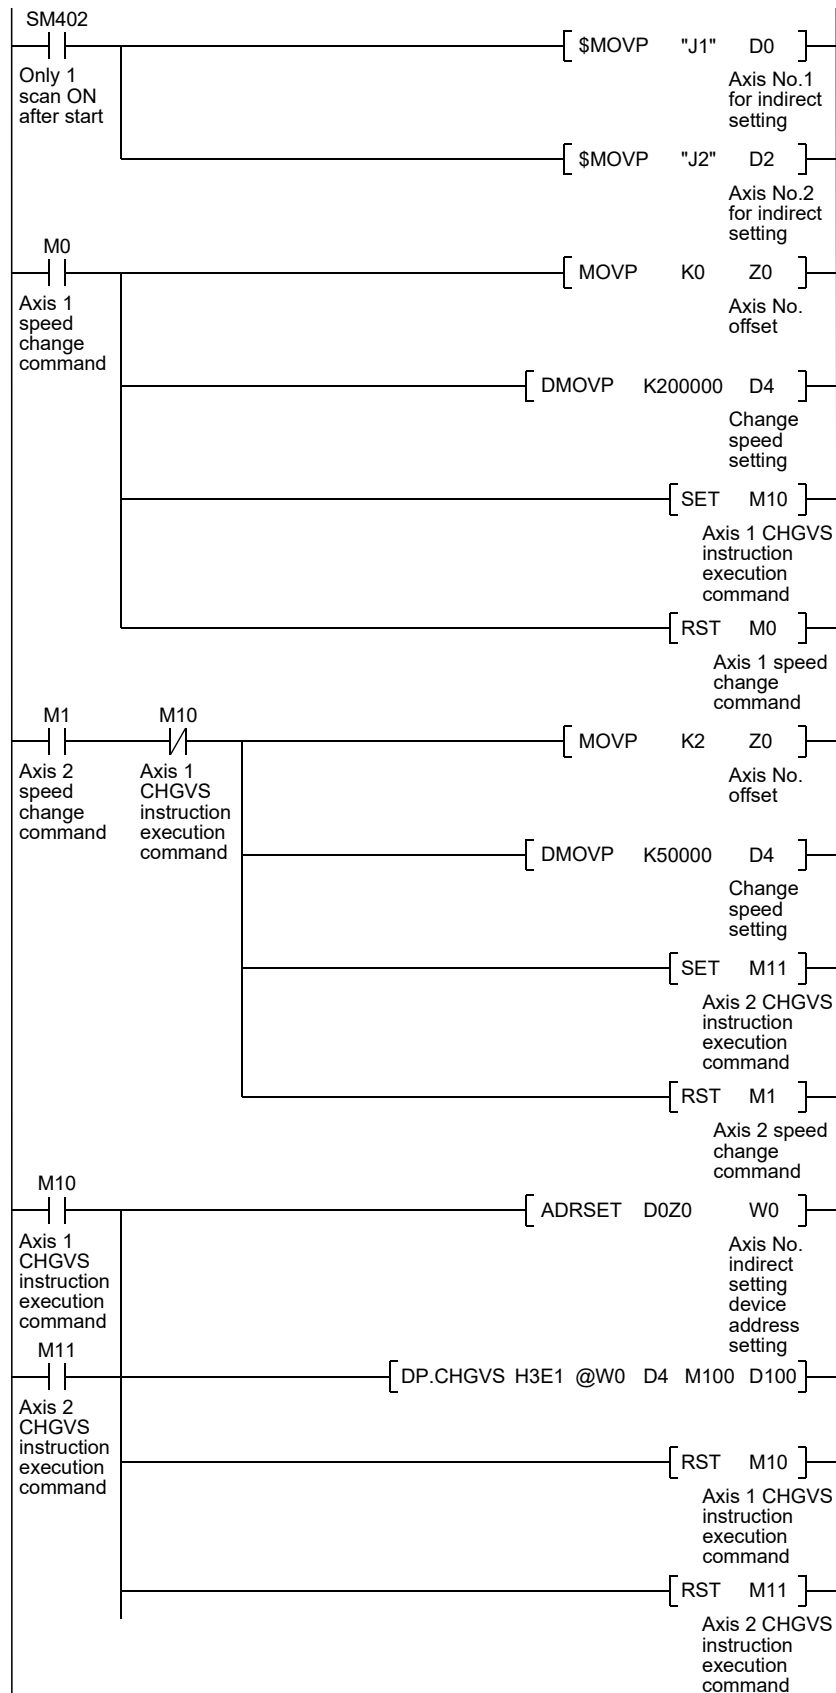 SM402
$MOVP "J1" D0
Only 1
scan ON
after start
Axis No.1
for indirect
setting
$MOVP "J2" D2
Axis No.2
for indirect
setting
M0
MOVP K0 Z0
Axis 1
speed
change
command
Axis No.
offset
DMOVP K200000 D4
Change
speed
setting
SET M10
Axis 1 CHGVS
instruction
execution
command
RST M0
Axis 1 speed
change
command
M1 M10
MOVP K2 Z0
Axis 2
speed
change
command
Axis 1
CHGVS
instruction
execution
command
Axis No.
offset
DMOVP K50000 D4
Change
speed
setting
SET M11
Axis 2 CHGVS
instruction
execution
command
RST M1
Axis 2 speed
change
command
M10
ADRSET D0Z0 W0
Axis 1
CHGVS
instruction
execution
command
Axis No.
indirect
setting
device
address
setting
M11
DP.CHGVS H3E1 @W0 D4 M100 D100
Axis 2
CHGVS
instruction
execution
command
RST M10
Axis 1 CHGVS
instruction
execution
command
RST M11
Axis 2 CHGVS
instruction
execution
command